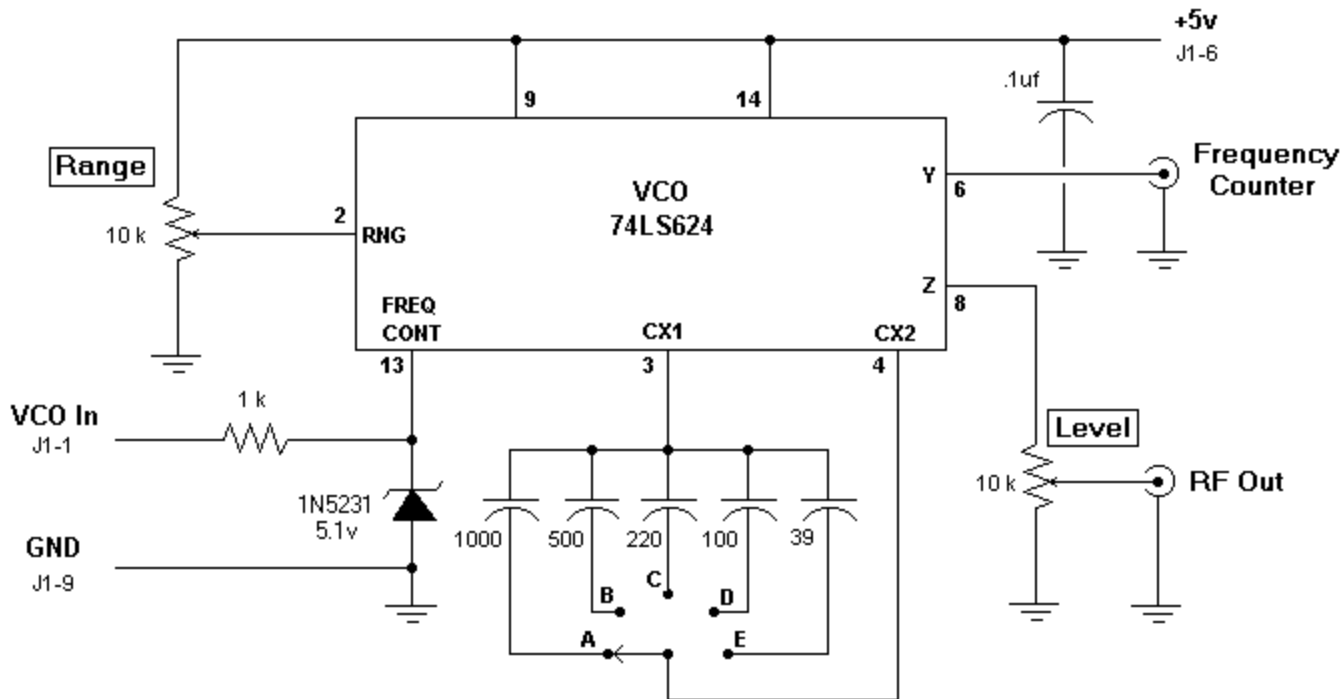 +5v
J1-6
.1uf
9
14
Range
10 k
2
RNG
VCO
74LS624
Y
6
Frequency
Counter
Z
8
FREQ
CONT
CX1
CX2
13
3
4
VCO In
J1-1
1 k
Level
10 k
RF Out
1N5231
5.1v
GND
J1-9
1000
500
220
100
39
C
B
D
A
E